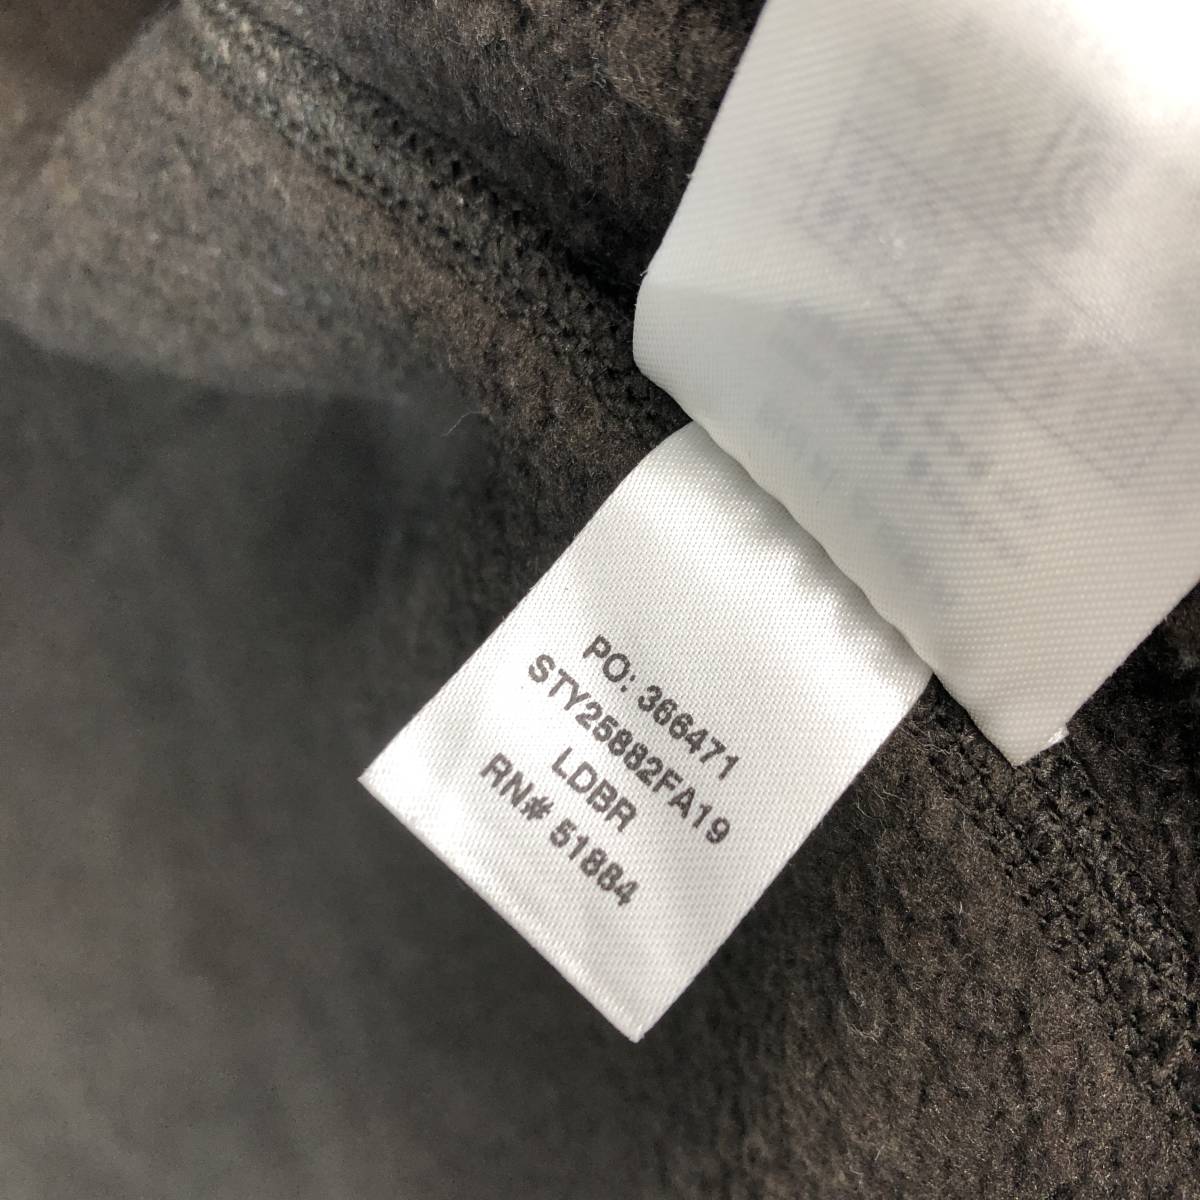 PO: 366471
STY25882FA19
LDBR
RN# 51884